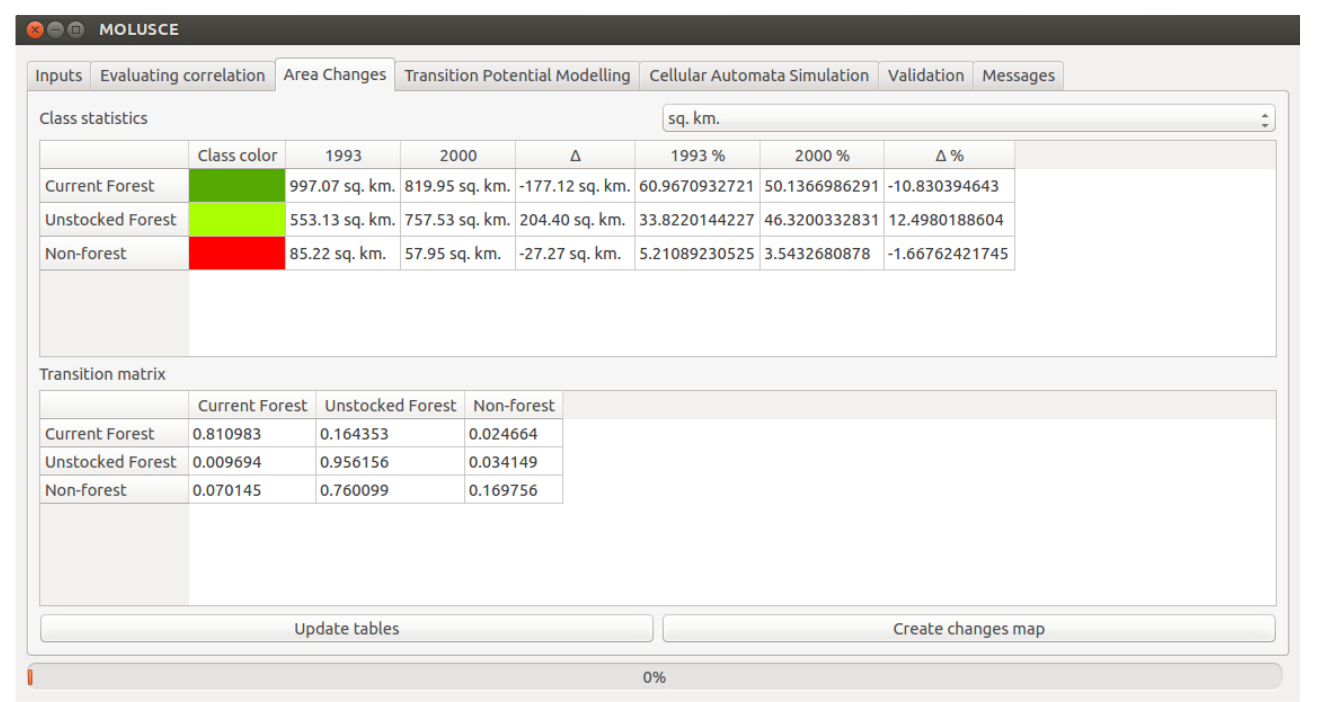 MOLUSCE
Inputs Evaluating correlation Area Changes Transition Potential Modelling Cellular Automata Simulation Validation Messages
Class statistics sq. km.
Class color 1993 2000 Δ 1993 % 2000 % Δ %
Current Forest 997.07 sq. km. 819.95 sq. km. -177.12 sq. km. 60.9670932721 50.1366986291 -10.830394643
Unstocked Forest 553.13 sq. km. 757.53 sq. km. 204.40 sq. km. 33.8220144227 46.3200332831 12.4980188604
Non-forest 85.22 sq. km. 57.95 sq. km. -27.27 sq. km. 5.21089230525 3.5432680878 -1.66762421745
Transition matrix
Current Forest Unstocked Forest Non-forest
Current Forest 0.810983 0.164353 0.024664
Unstocked Forest 0.009694 0.956156 0.034149
Non-forest 0.070145 0.760099 0.169756
Update tables Create changes map
0%